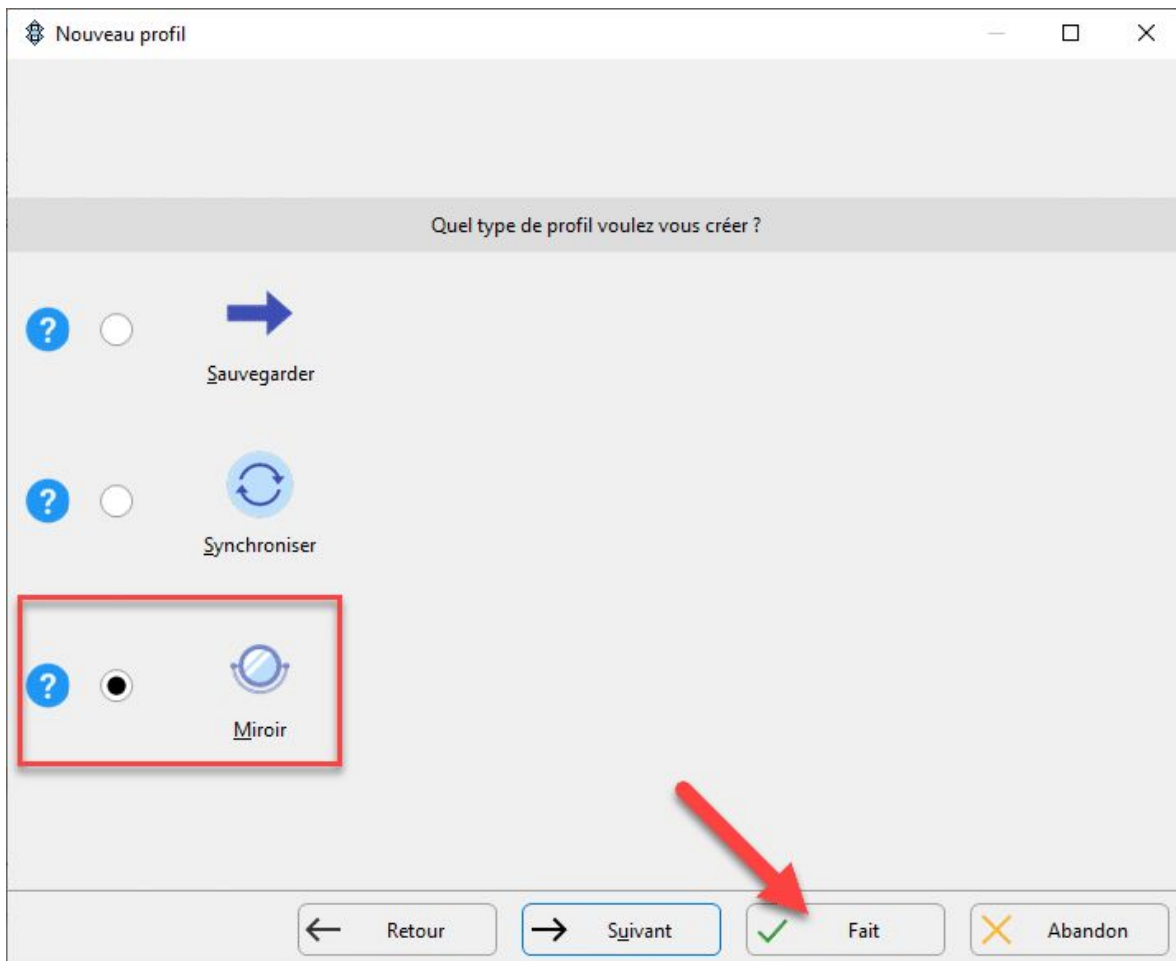 Nouveau profil
Quel type de profil voulez vous créer ?
?
Sauvegarder
?
Synchroniser
?
Miroir
Retour
Suivant
Fait
Abandon